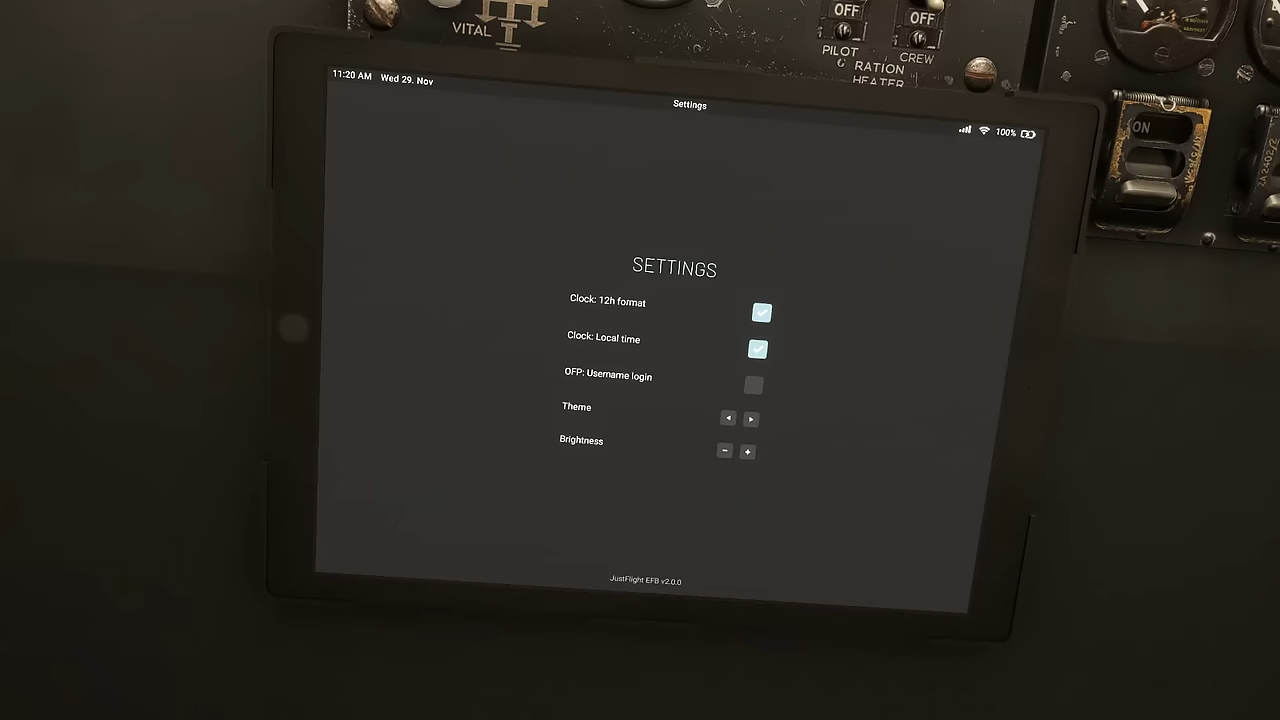 VITAL
OFF
OFF
PILOT
CREW
RATION
HEATER
ON
11:20 AM Wed 29. Nov
Settings
100%
SETTINGS
Clock: 12h format
Clock: Local time
OFP: Username login
Theme
Brightness
JustFlight EFB v2.0.0